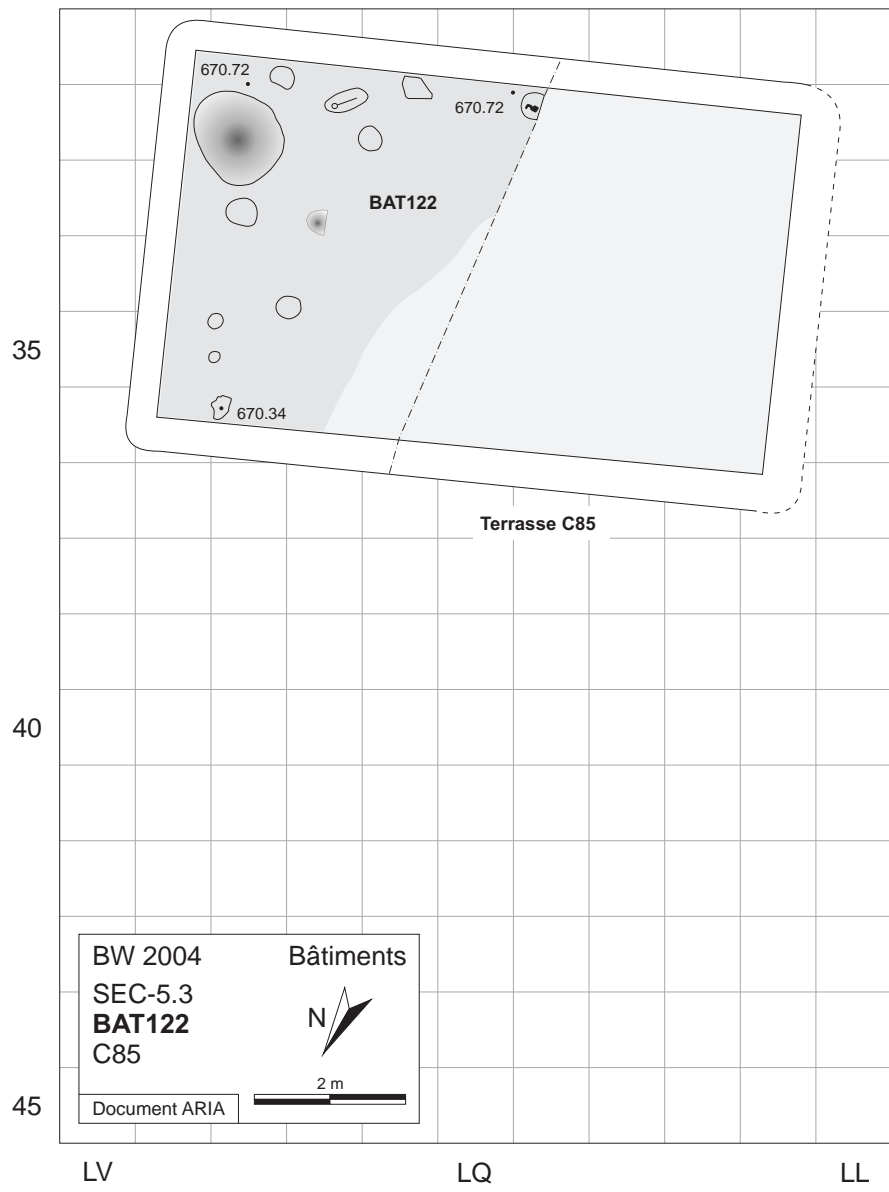 670.72
670.72
BAT122
35
670.34
Terrasse C85
40
BW 2004 Bâtiments
SEC-5.3
BAT122
C85
N
2 m
Document ARIA
45
LV LQ LL